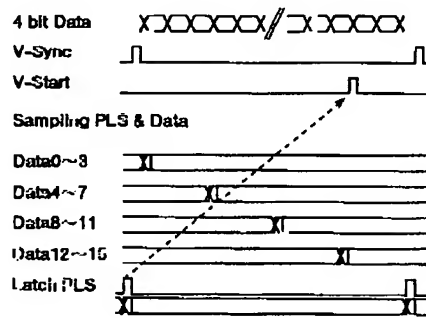 4 bit Data
V-Sync
V-Start
Sampling PLS & Data
Data0~3
Data4~7
Data8~11
Data12~15
Latch PLS